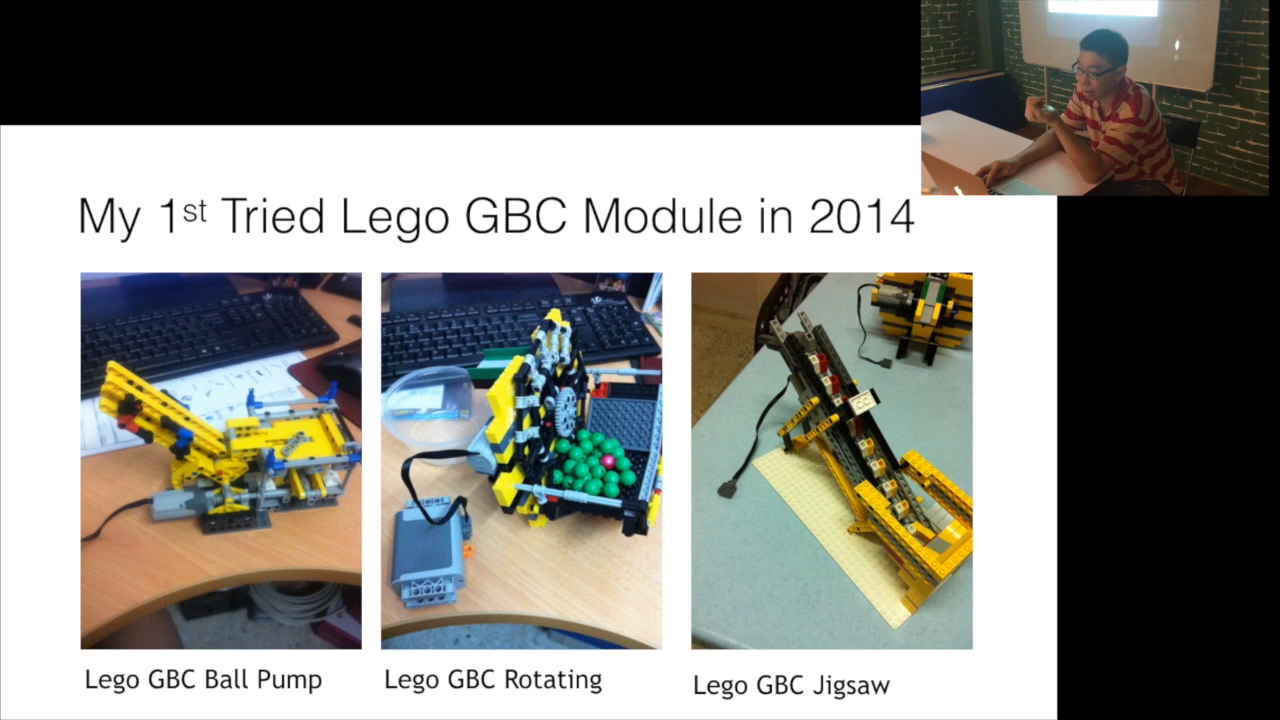 My 1st Tried Lego GBC Module in 2014
Lego GBC Ball Pump
Lego GBC Rotating
Lego GBC Jigsaw